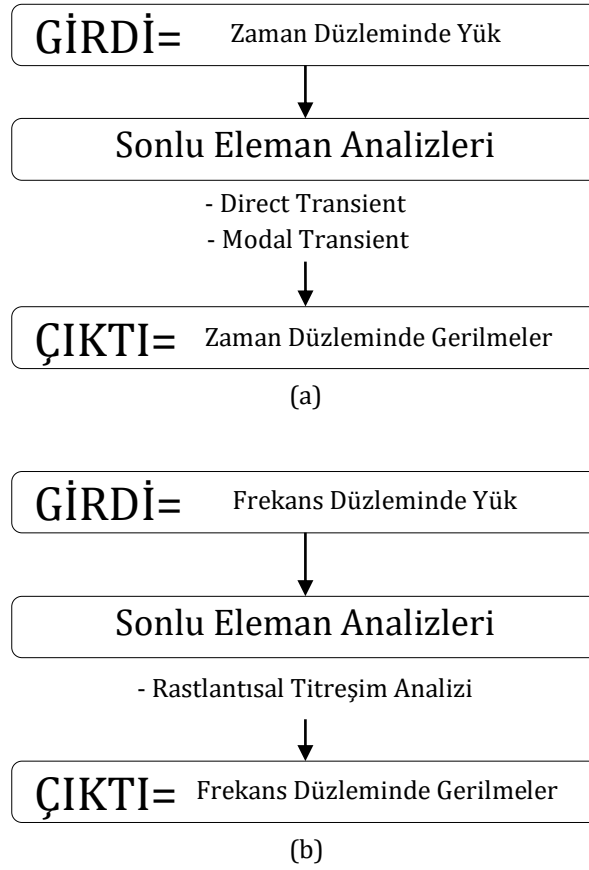 GİRDİ= Zaman Düzleminde Yük
Sonlu Eleman Analizleri
- Direct Transient
- Modal Transient
ÇIKTI= Zaman Düzleminde Gerilmeler
(a)
GİRDİ= Frekans Düzleminde Yük
Sonlu Eleman Analizleri
- Rastlantısal Titreşim Analizi
ÇIKTI= Frekans Düzleminde Gerilmeler
(b)